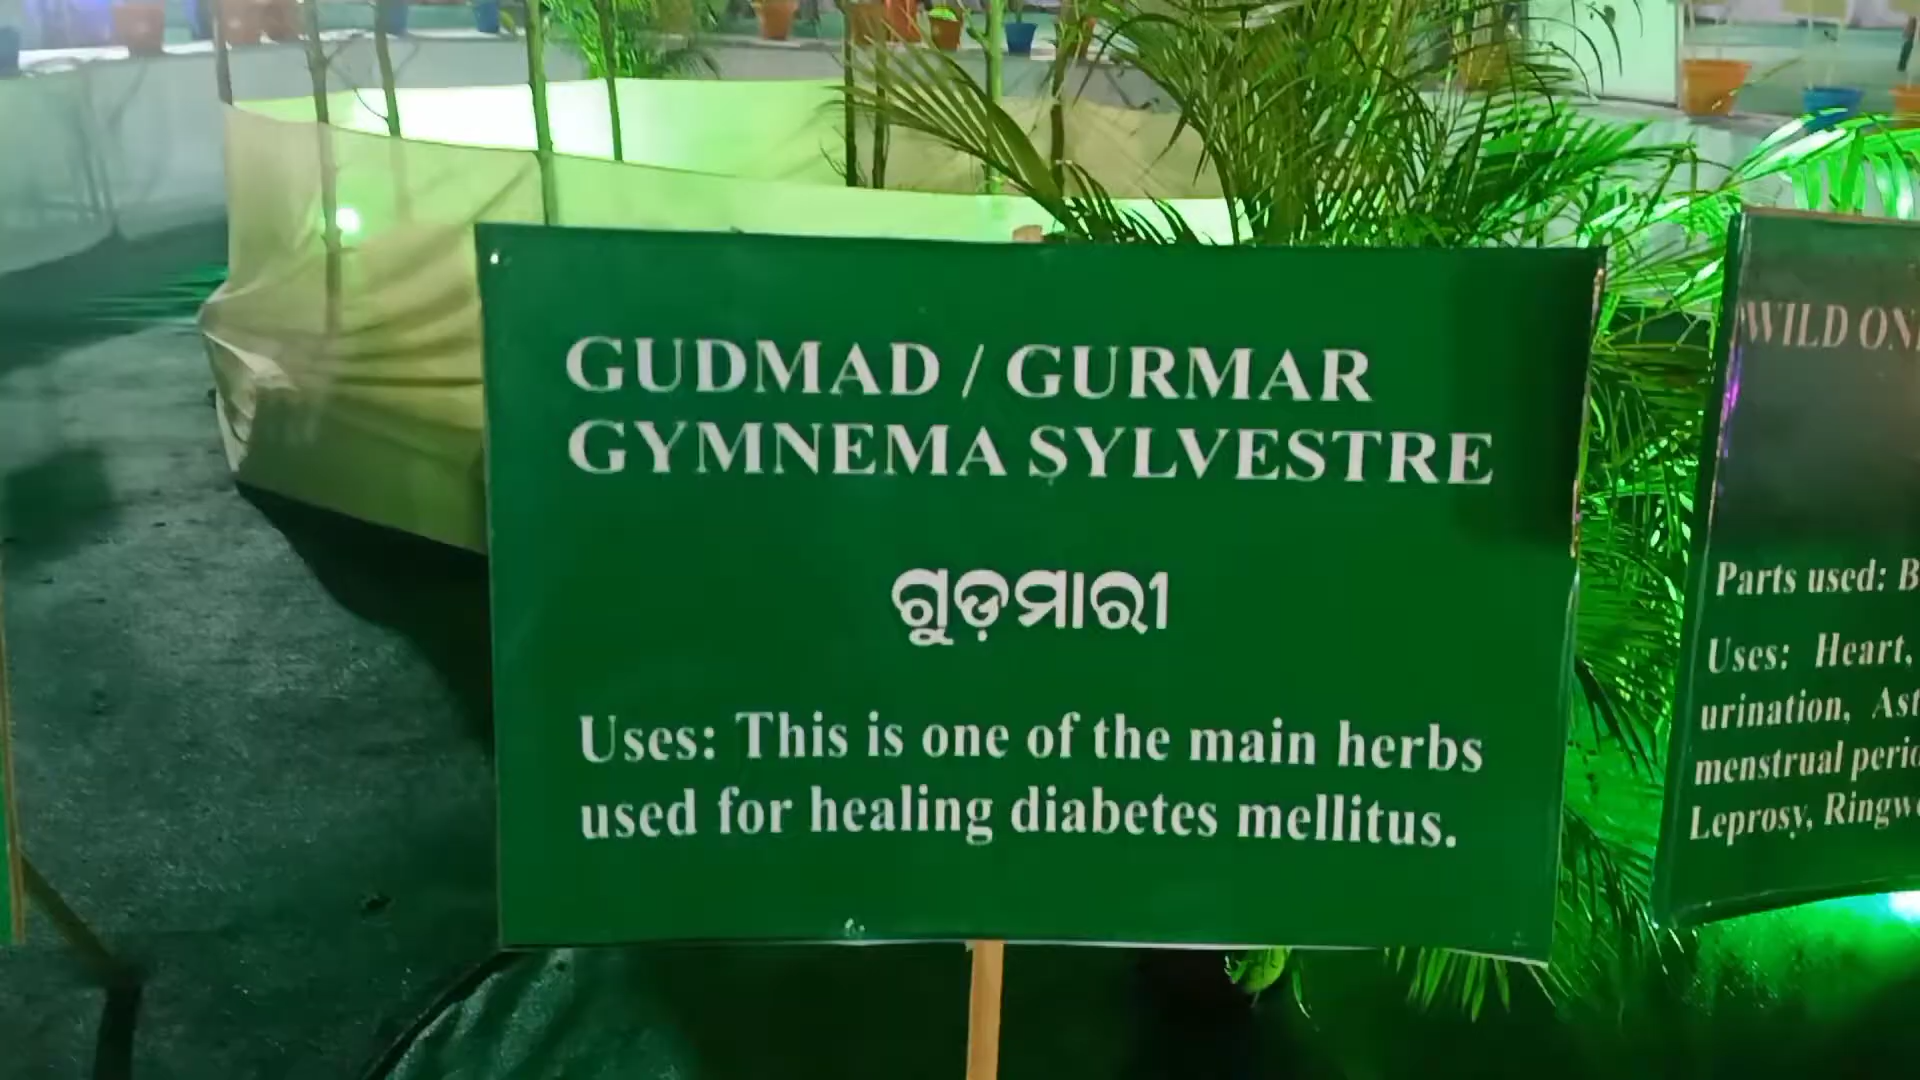 GUDMAD / GURMAR
GYMNEMA SYLVESTRE
ଗୁଡ଼ମାରୀ
Uses: This is one of the main herbs
used for healing diabetes mellitus.
WILD
Parts used:
Uses: Heart,
urination,
menstrual
Leprosy,